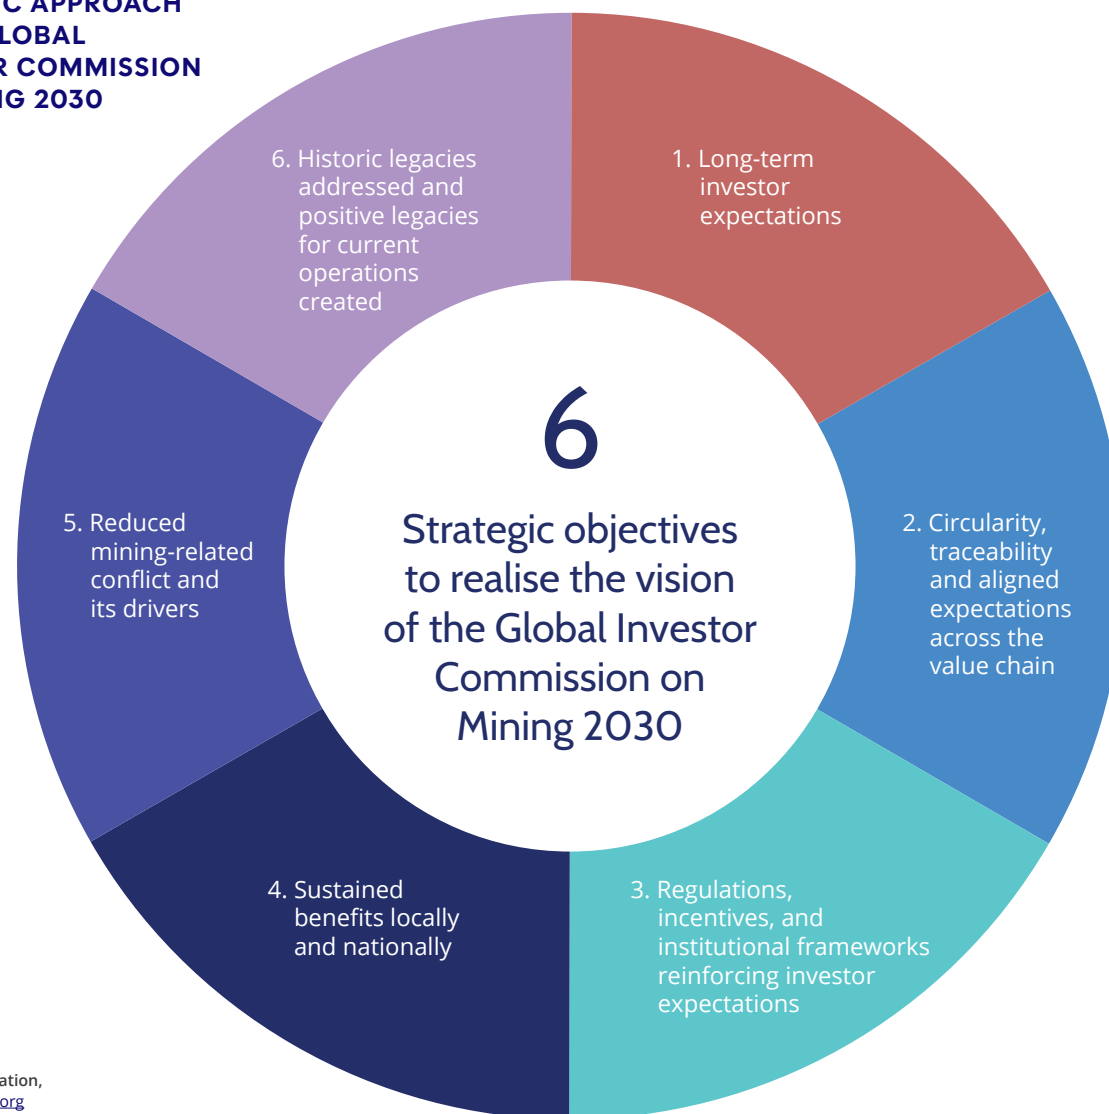 C APPROACH
LOBAL
R COMMISSION
NG 2030
1. Long-term
investor
expectations
2. Circularity,
traceability
and aligned
expectations
across the
value chain
3. Regulations,
incentives, and
institutional frameworks
reinforcing investor
expectations
4. Sustained
benefits locally
and nationally
5. Reduced
mining-related
conflict and
its drivers
6. Historic legacies
addressed and
positive legacies
for current
operations
created
6
Strategic objectives
to realise the vision
of the Global Investor
Commission on
Mining 2030
ation,
org